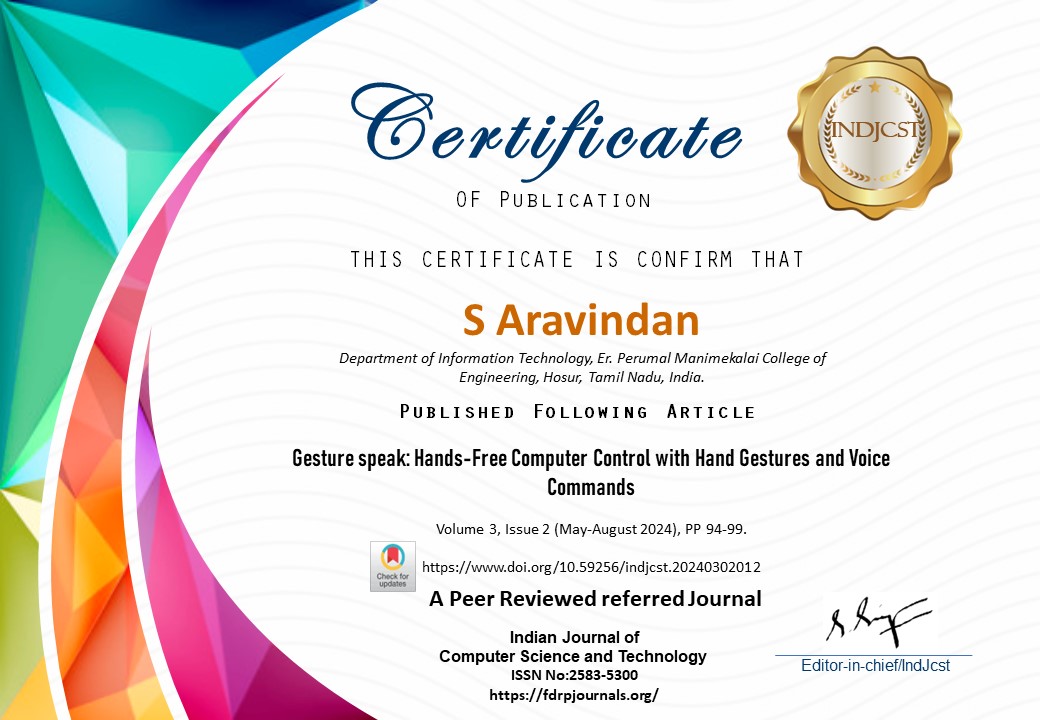 Certificate
INDJCST
OF PUBLICATION
THIS CERTIFICATE IS CONFIRM THAT
S Aravindan
Department of Information Technology, Er. Perumal Manimekalai College of
Engineering, Hosur, Tamil Nadu, India.
PUBLISHED FOLLOWING ARTICLE
Gesture speak: Hands-Free Computer Control with Hand Gestures and Voice
Commands
Volume 3, Issue 2 (May-August 2024), PP 94-99.
Check for
updates
https://www.doi.org/10.59256/indjcst.20240302012
A Peer Reviewed referred Journal
Indian Journal of
Computer Science and Technology
ISSN No:2583-5300
https://fdrpjournals.org/
Editor-in-chief/IndJcst